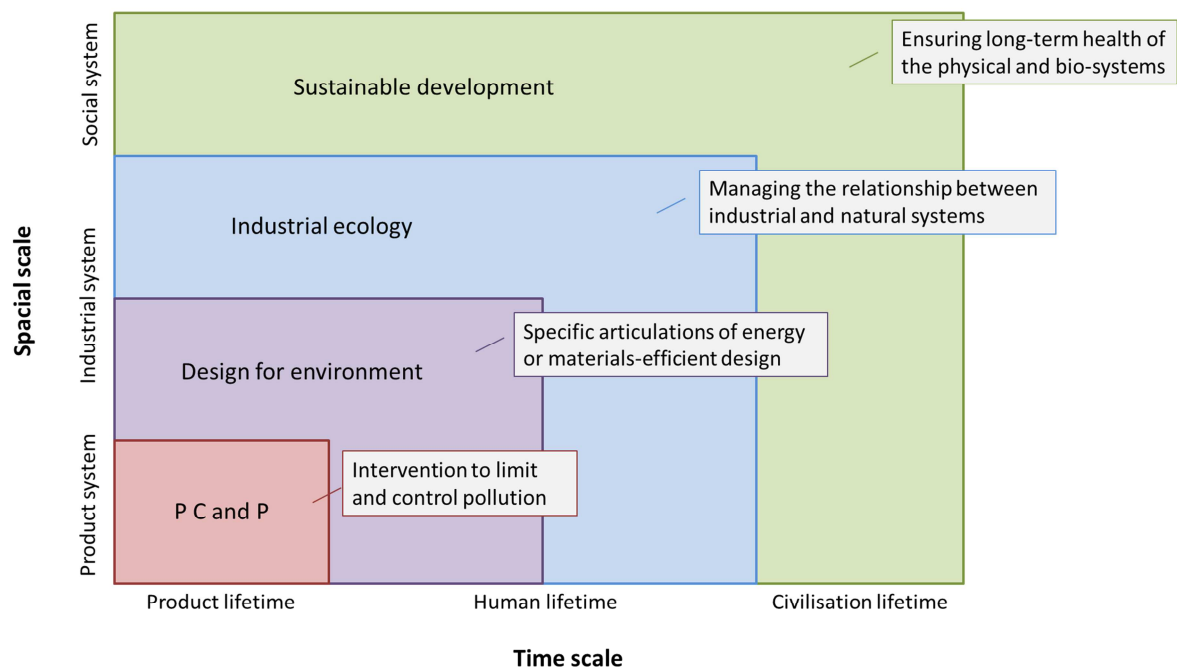 Social system
Ensuring long-term health of
the physical and bio-systems
Sustainable development
Managing the relationship between
industrial and natural systems
Industrial ecology
Spacial scale
Industrial system
Specific articulations of energy
or materials-efficient design
Design for environment
Product system
Intervention to limit
and control pollution
P C and P
Product lifetime
Human lifetime
Civilisation lifetime
Time scale